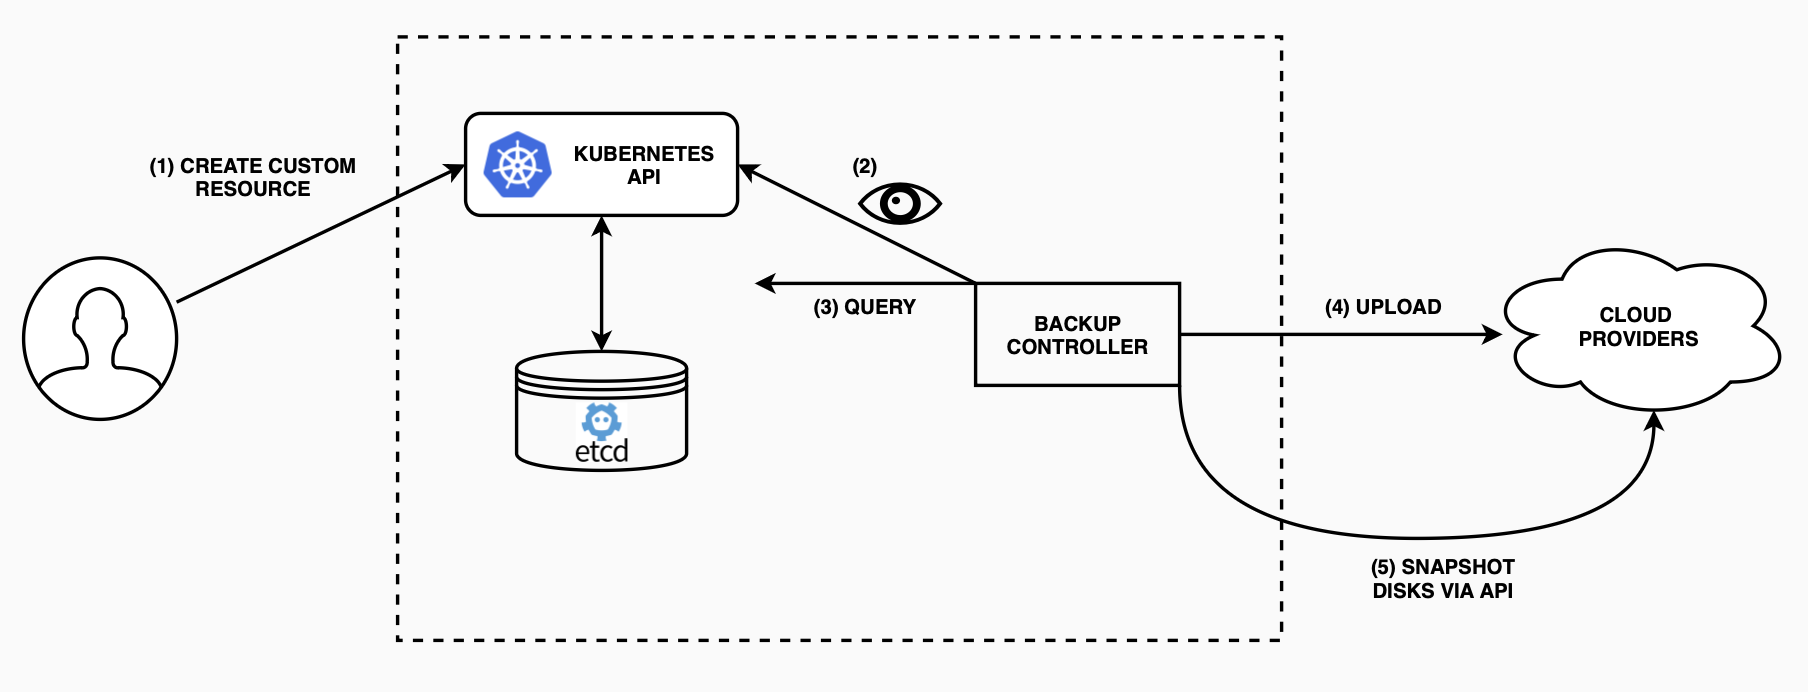 (1) CREATE CUSTOM
RESOURCE
KUBERNETES
API
(2)
(3) QUERY
BACKUP
CONTROLLER
(4) UPLOAD
CLOUD
PROVIDERS
etcd
(5) SNAPSHOT
DISKS VIA API